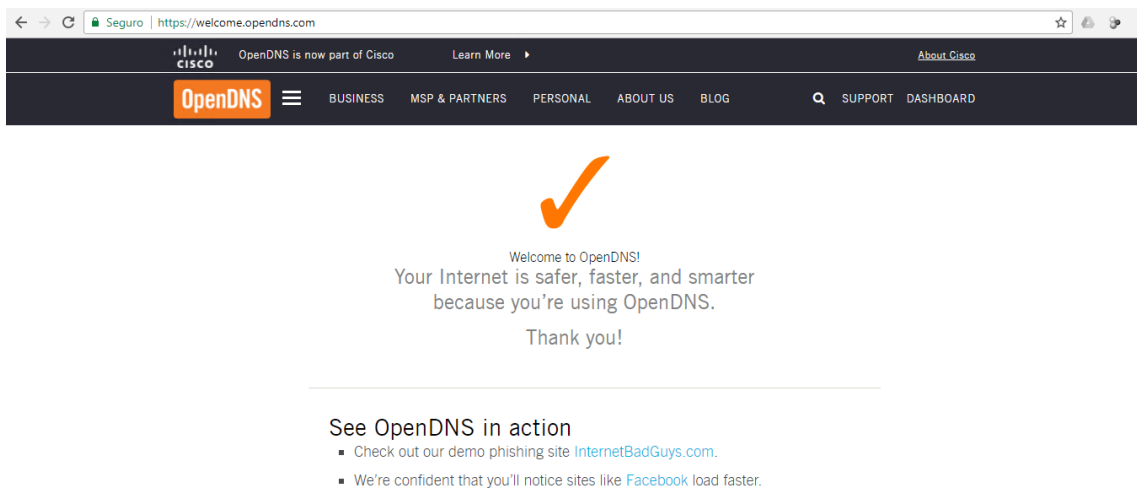 Seguro | https://welcome.opendns.com
CISCO OpenDNS is now part of Cisco Learn More About Cisco
OpenDNS BUSINESS MSP & PARTNERS PERSONAL ABOUT US BLOG SUPPORT DASHBOARD
Welcome to OpenDNS!
Your Internet is safer, faster, and smarter
because you're using OpenDNS.
Thank you!
See OpenDNS in action
▪ Check out our demo phishing site InternetBadGuys.com.
▪ We're confident that you'll notice sites like Facebook load faster.